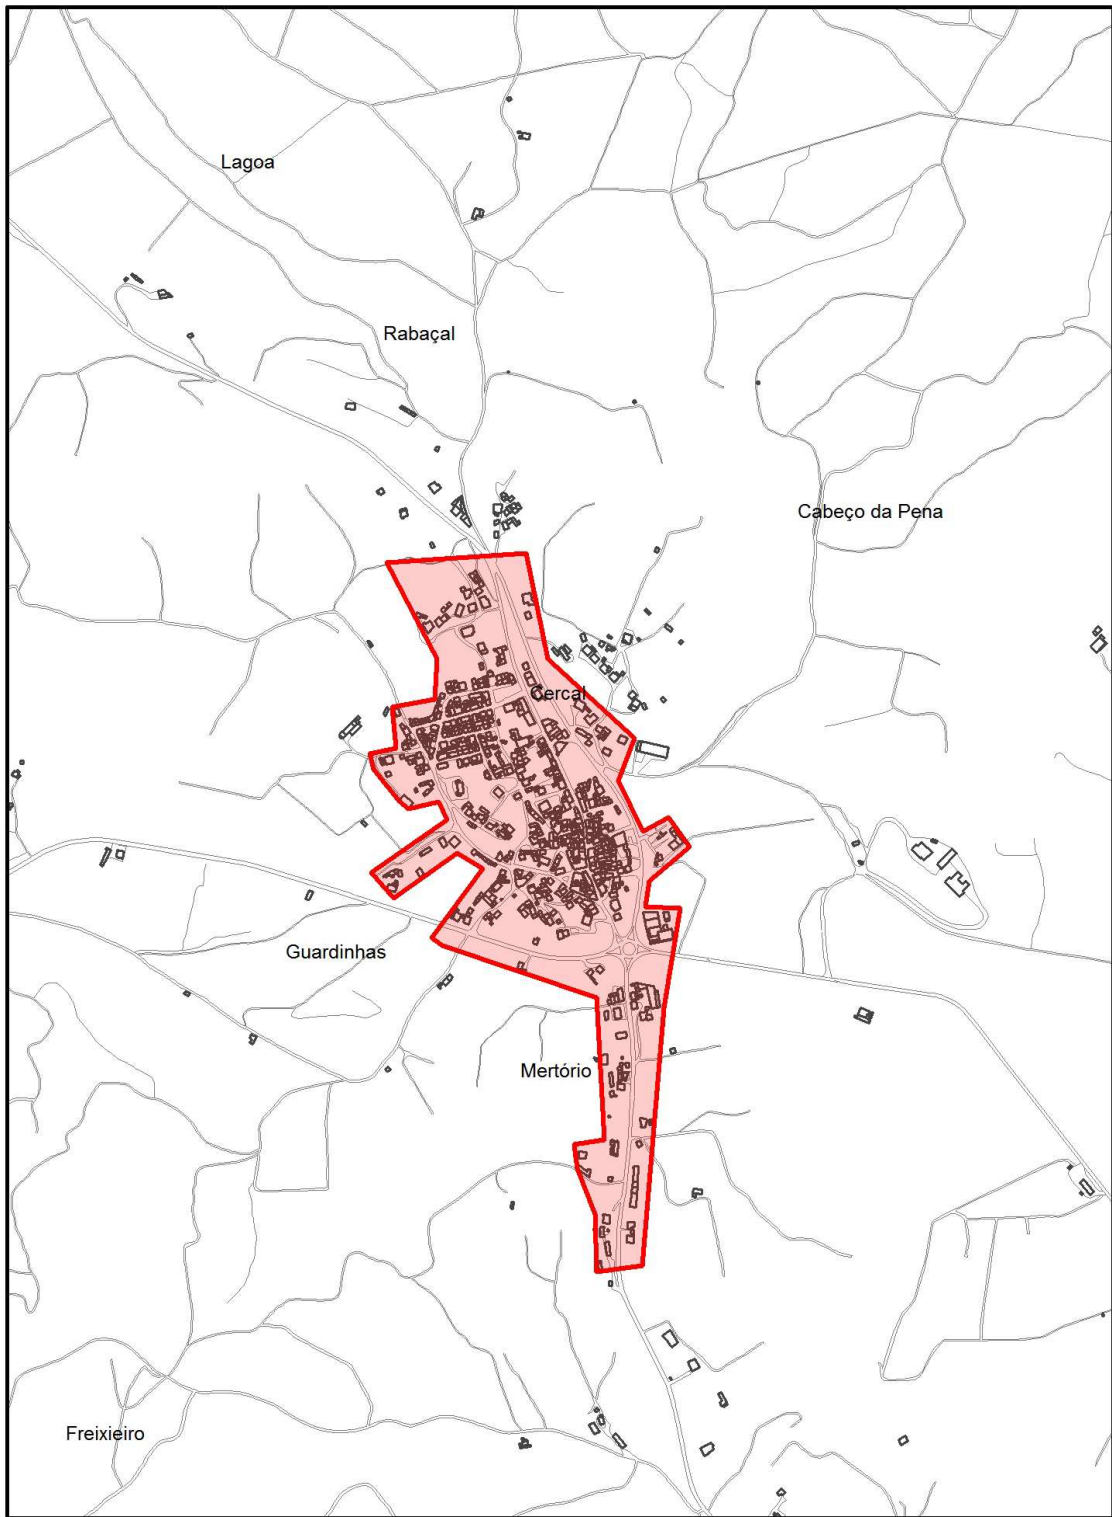 Lagoa
Rabaçal
Cabeço da Pena
Cercal
Guardinhas
Mertório
Freixieiro